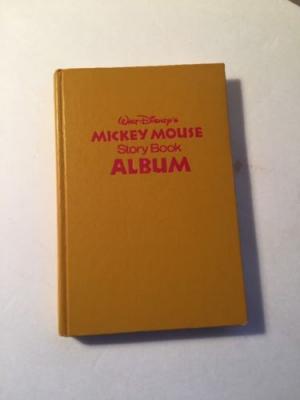 Walt Disney's
MICKEY MOUSE
Story Book
ALBUM